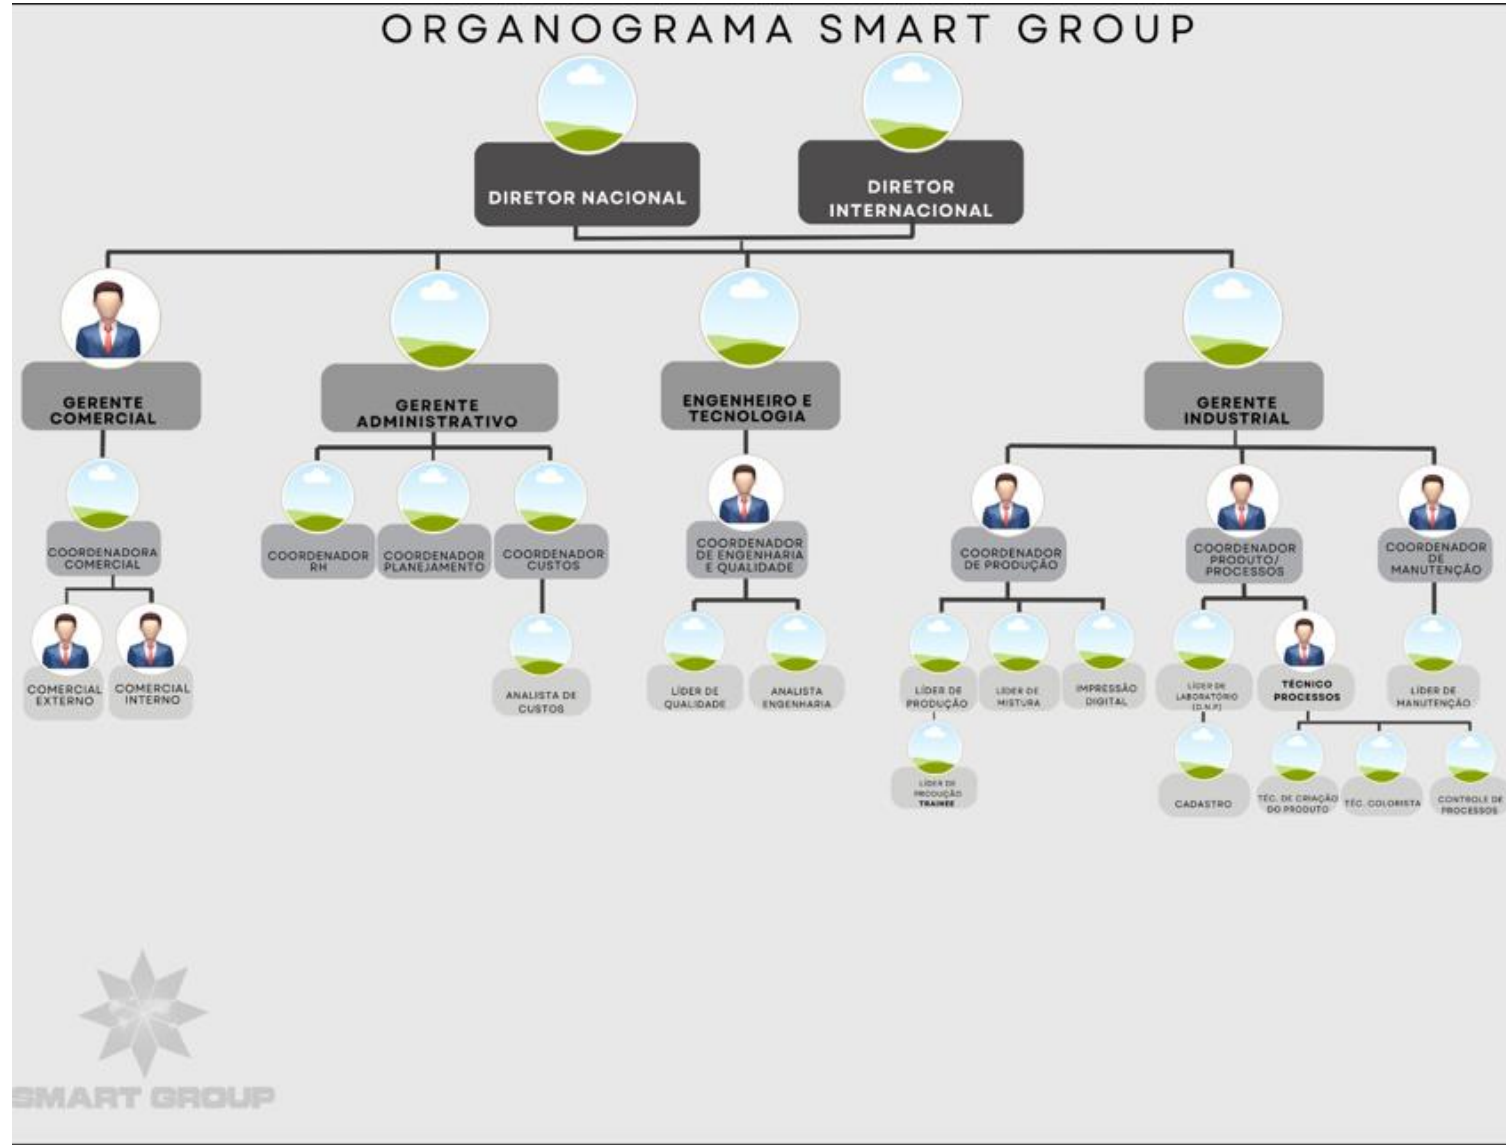 ORGANOGRAMA SMART GROUP
DIRETOR NACIONAL
DIRETOR
INTERNACIONAL
GERENTE
COMERCIAL
GERENTE
ADMINISTRATIVO
ENGENHEIRO E
TECNOLOGIA
GERENTE
INDUSTRIAL
COORDENADORA
COMERCIAL
COORDENADOR
RH
COORDENADOR
PLANEJAMENTO
COORDENADOR
CUSTOS
COORDENADOR
DE ENGENHARIA
E QUALIDADE
COORDENADOR
DE PRODUÇÃO
COORDENADOR
PRODUTO/
PROCESSOS
COORDENADOR
DE
MANUTENÇÃO
COMERCIAL
EXTERNO
COMERCIAL
INTERNO
ANALISTA DE
CUSTOS
LÍDER DE
QUALIDADE
ANALISTA
ENGENHARIA
LÍDER DE
PRODUÇÃO
LÍDER DE
MISTURA
IMPRESSÃO
DIGITAL
LÍDER DE
LABORATÓRIO
(D.N.P)
TÉCNICO
PROCESSOS
LÍDER DE
MANUTENÇÃO
LÍDER DE
PRODUÇÃO
TRAINEE
CADASTRO
TÉC. DE CRIAÇÃO
DO PRODUTO
TÉC. COLORISTA
CONTROLE DE
PROCESSOS
SMART GROUP